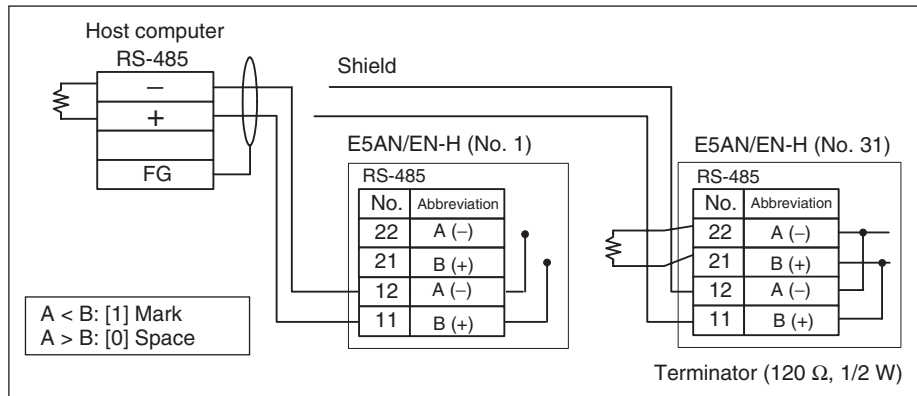 Host computer
RS-485
−
+
FG
Shield
E5AN/EN-H (No. 1)
RS-485
No. Abbreviation
22 A (−)
21 B (+)
12 A (−)
11 B (+)
E5AN/EN-H (No. 31)
RS-485
No. Abbreviation
22 A (−)
21 B (+)
12 A (−)
11 B (+)
A < B: [1] Mark
A > B: [0] Space
Terminator (120 Ω, 1/2 W)